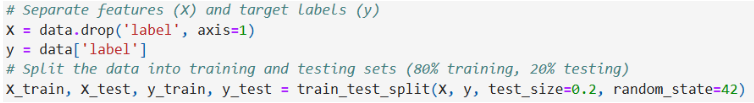 # Separate features (X) and target labels (y)
X = data.drop('label', axis=1)
y = data['label']
# Split the data into training and testing sets (80% training, 20% testing)
X_train, X_test, y_train, y_test = train_test_split(X, y, test_size=0.2, random_state=42)